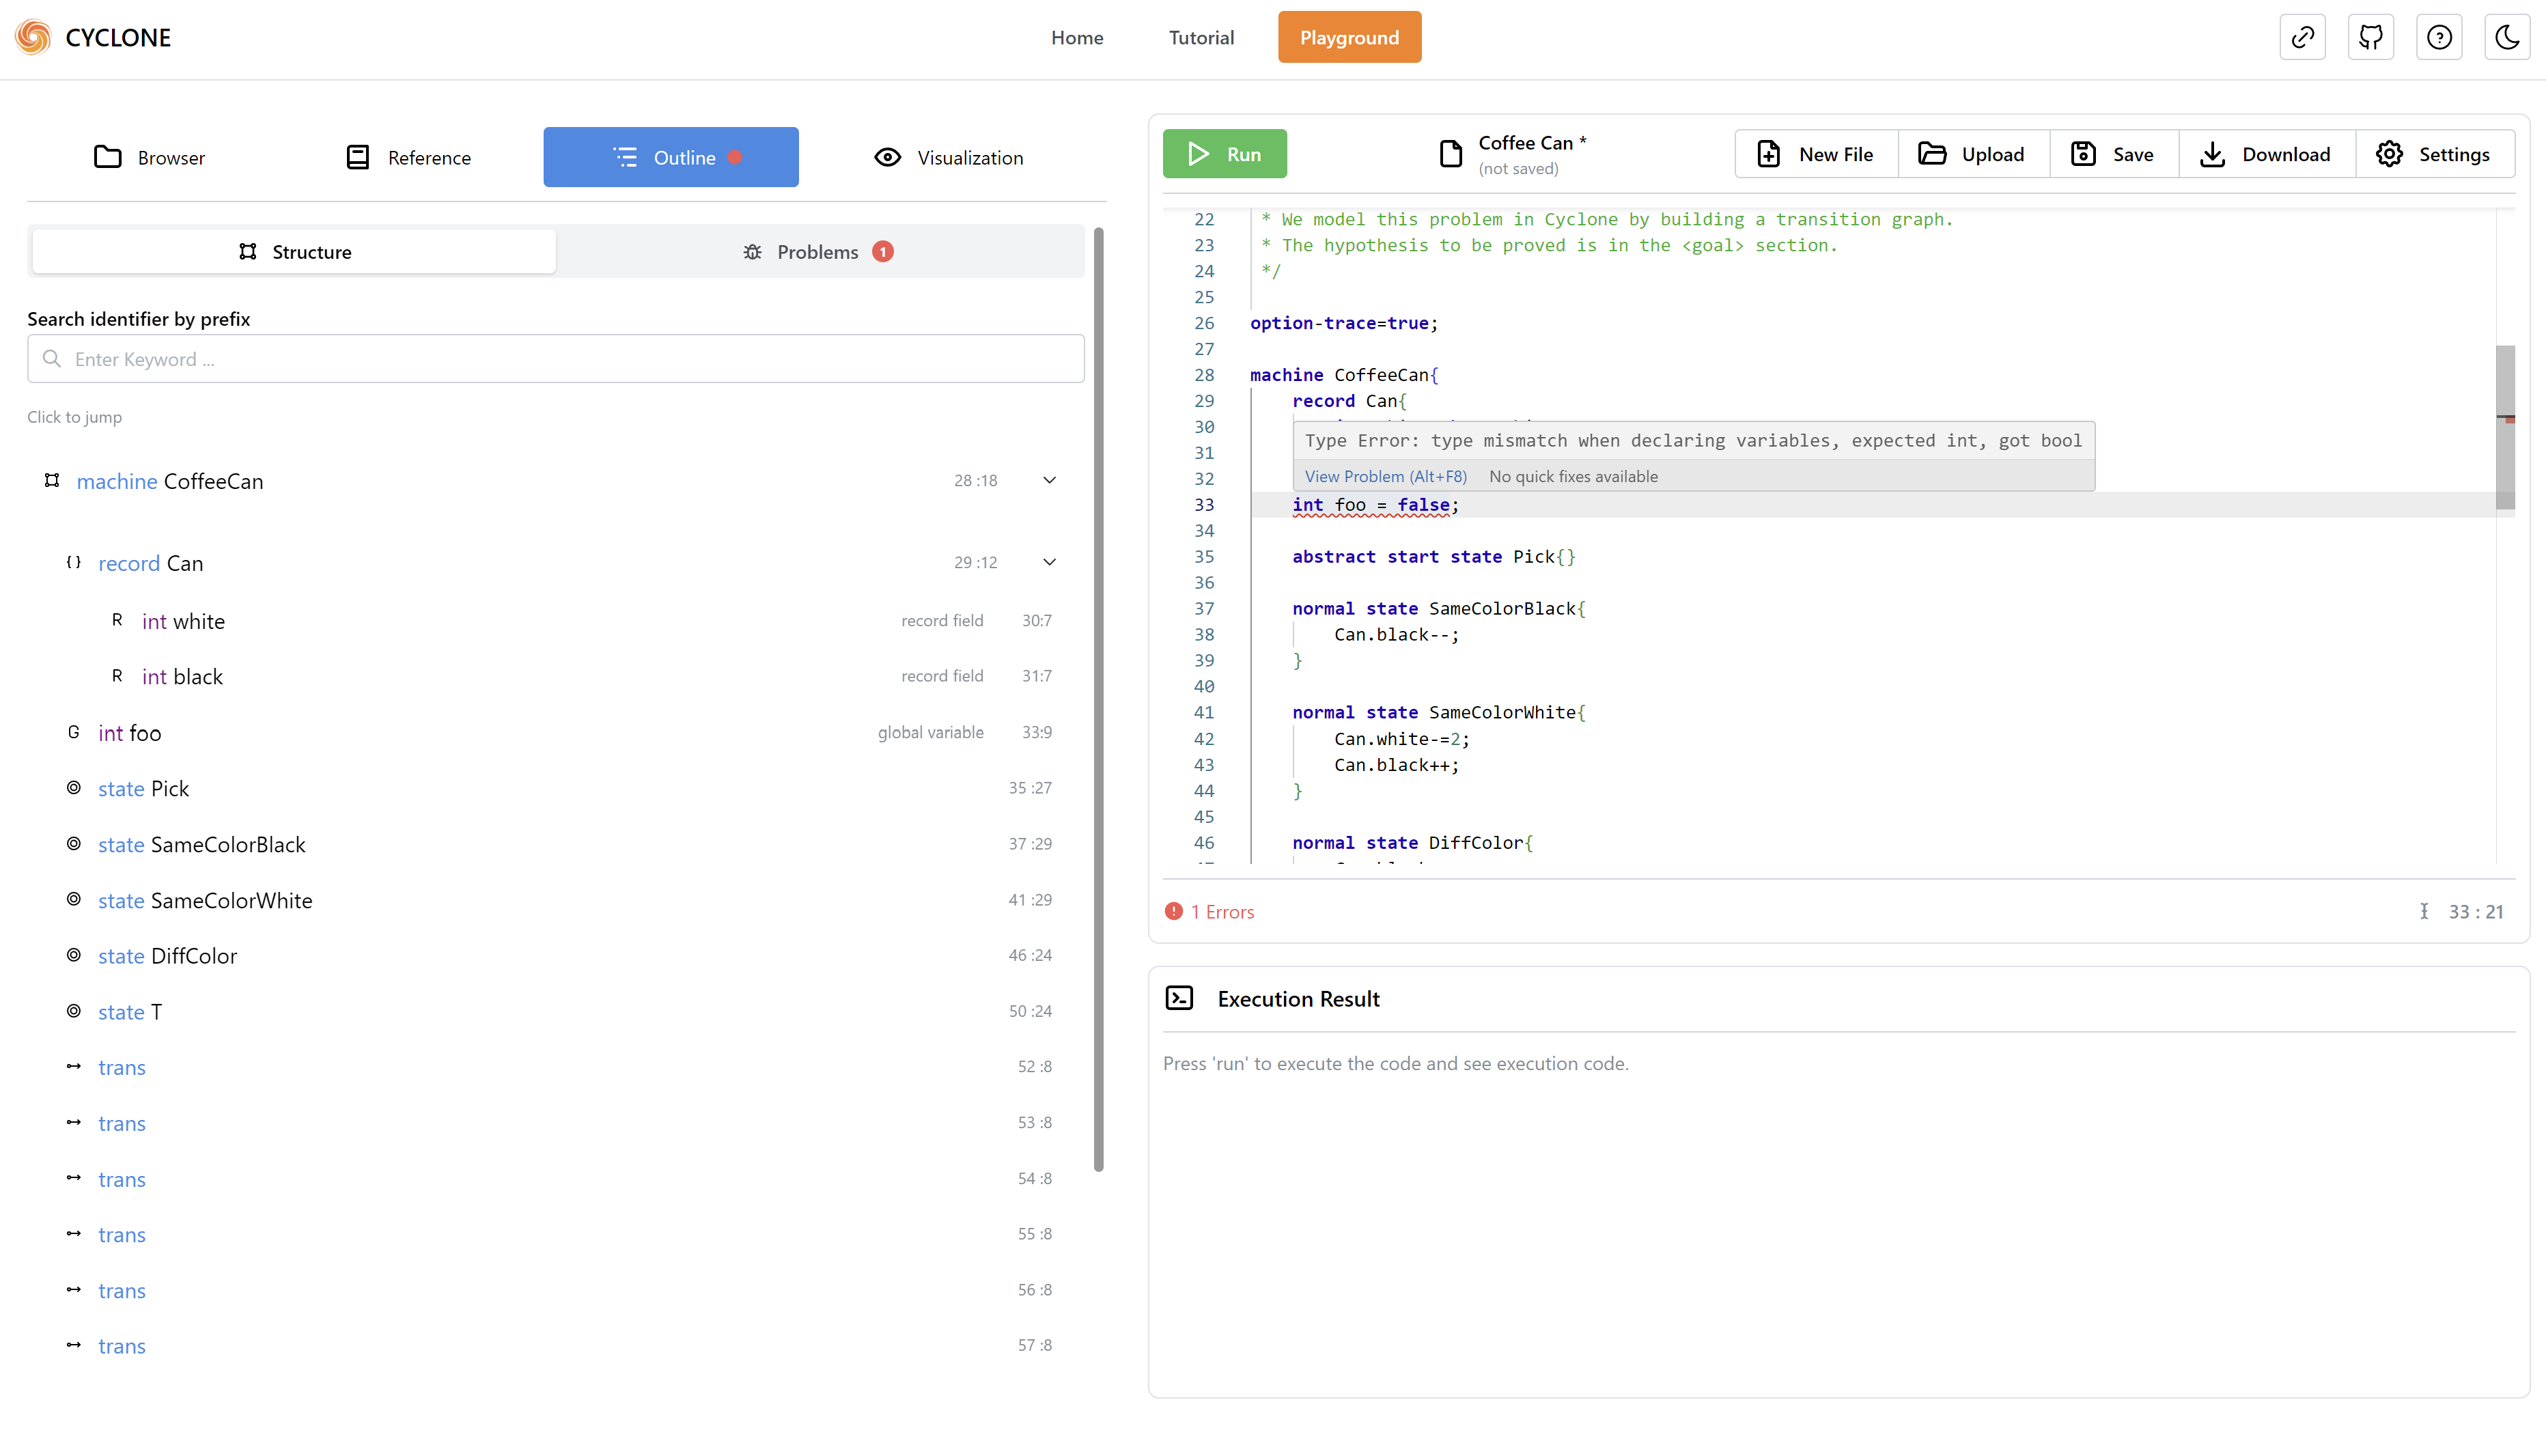 CYCLONE
Home
Tutorial
Playground
Browser
Reference
Outline
Visualization
Structure
Problems 1
Search identifier by prefix
Enter Keyword ...
Click to jump
machine CoffeeCan 28 :18
{ } record Can 29 :12
R int white record field 30:7
R int black record field 31:7
G int foo global variable 33:9
state Pick 35 :27
state SameColorBlack 37 :29
state SameColorWhite 41 :29
state DiffColor 46 :24
state T 50 :24
trans 52 :8
trans 53 :8
trans 54 :8
trans 55 :8
trans 56 :8
trans 57 :8
Run
Coffee Can *
(not saved)
New File
Upload
Save
Download
Settings
22 * We model this problem in Cyclone by building a transition graph.
23 * The hypothesis to be proved is in the <goal> section.
24 */
25
26 option-trace=true;
27
28 machine CoffeeCan{
29 record Can{
30
31
32
Type Error: type mismatch when declaring variables, expected int, got bool
View Problem (Alt+F8) No quick fixes available
33 int foo = false;
34
35 abstract start state Pick{}
36
37 normal state SameColorBlack{
38 Can.black--;
39 }
40
41 normal state SameColorWhite{
42 Can.white-=2;
43 Can.black++;
44 }
45
46 normal state DiffColor{
1 Errors
33 : 21
Execution Result
Press 'run' to execute the code and see execution code.